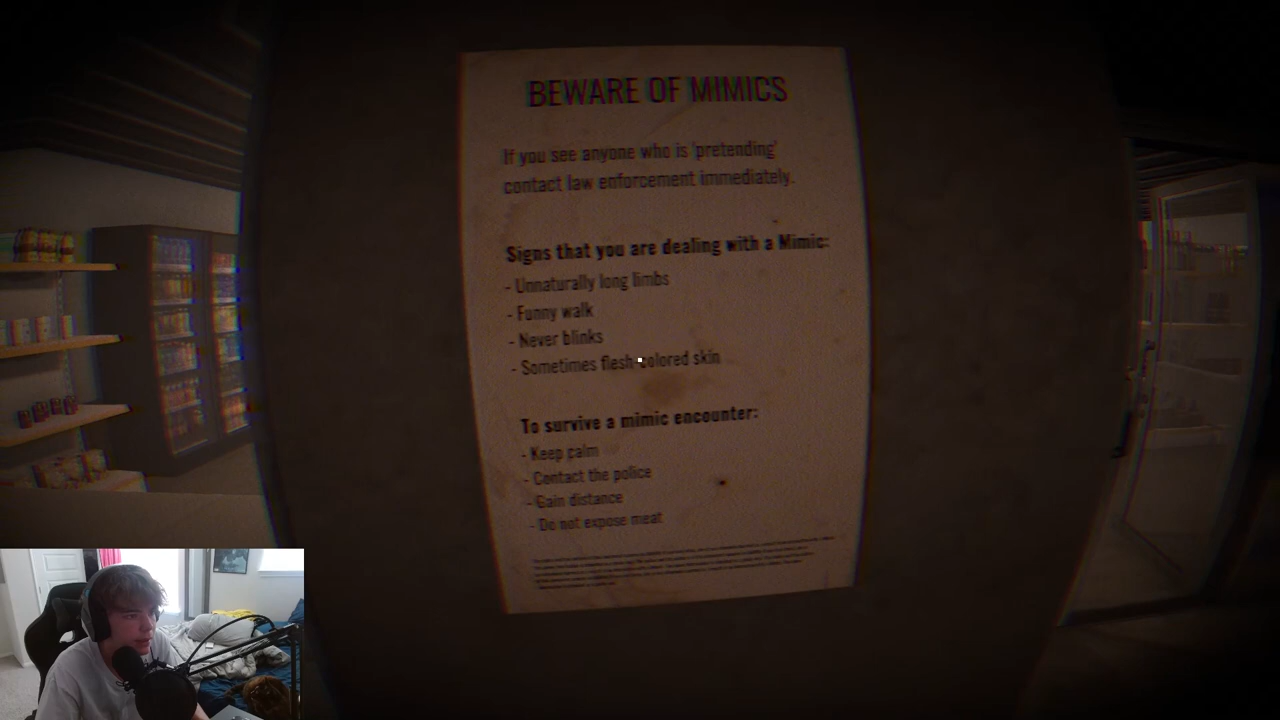 BEWARE OF MIMICS
If you see anyone who is 'pretending'
contact law enforcement immediately.
Signs that you are dealing with a Mimic:
- Unnaturally long limbs
- Funny walk
- Never blinks
- Sometimes flesh-colored skin
To survive a mimic encounter:
- Keep calm
- Contact the police
- Gain distance
- Do not expose meat